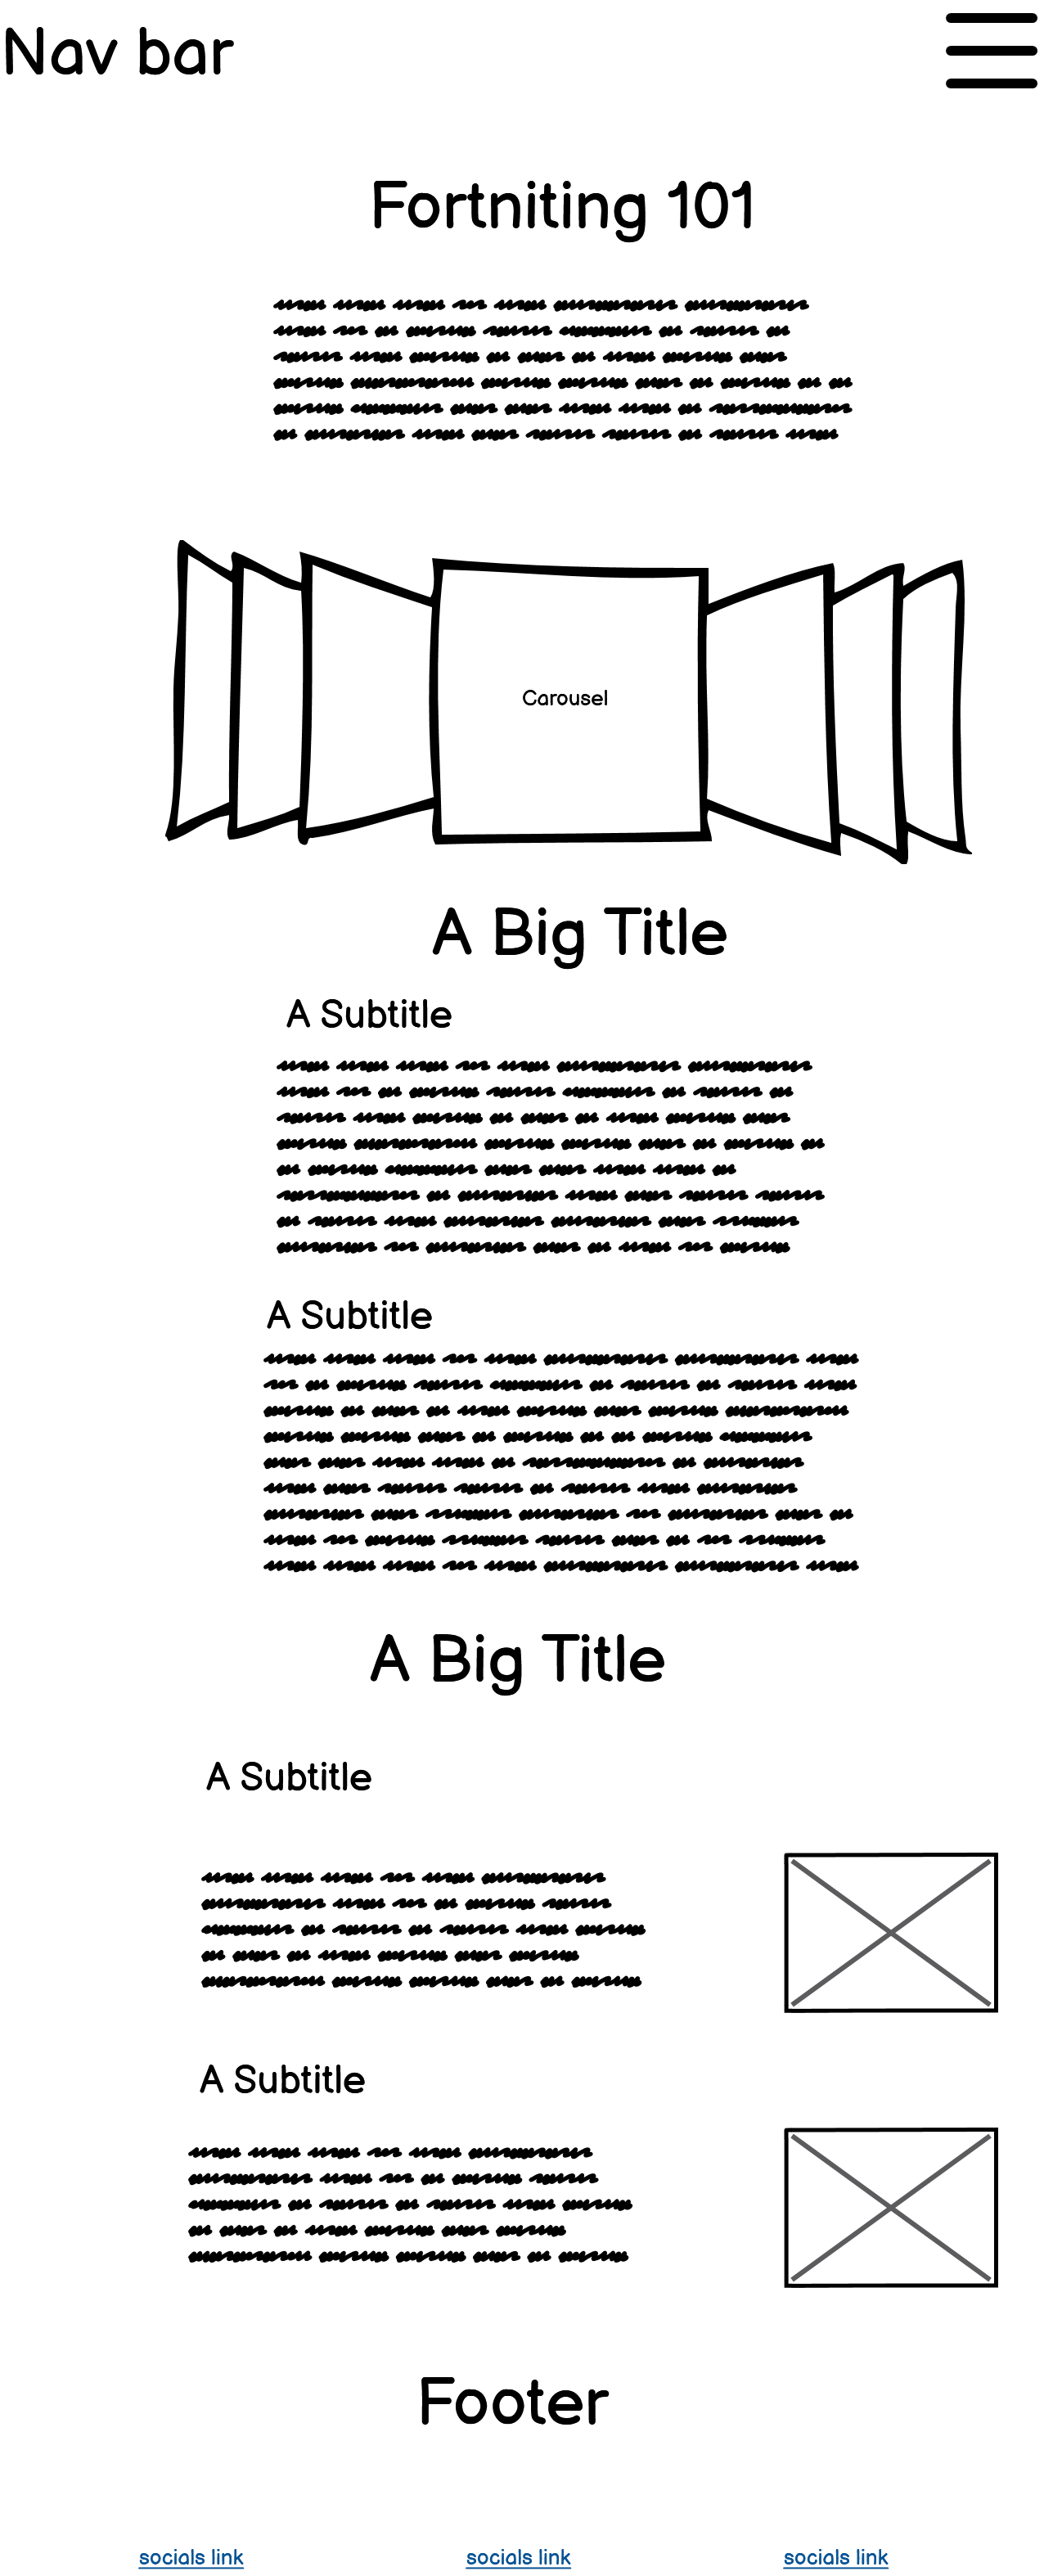 Nav bar
Fortniting 101
Carousel
A Big Title
A Subtitle
A Subtitle
A Big Title
A Subtitle
A Subtitle
Footer
socials link
socials link
socials link